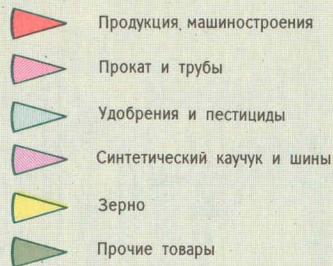 Продукция машиностроения
Прокат и трубы
Удобрения и пестициды
Синтетический каучук и шины
Зерно
Прочие товары